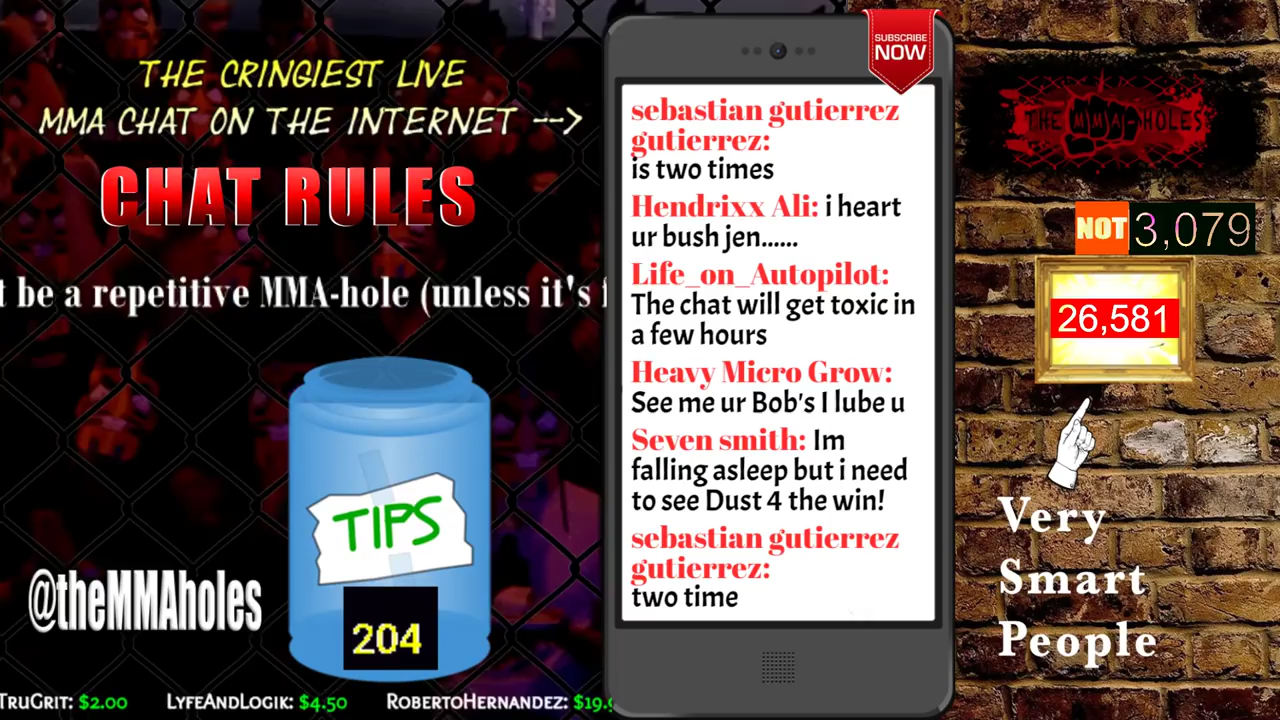 THE CRINGIEST LIVE
MMA CHAT ON THE INTERNET -->
CHAT RULES
t be a repetitive MMA-hole (unless it's f
TIPS
204
@theMMAholes
TruGrit: $2.00 LyfeAndLogik: $4.50 RobertoHernandez: $19.9
SUBSCRIBE
NOW
sebastian gutierrez
gutierrez:
is two times
Hendrixx Ali: i heart
ur bush jen......
Life_on_Autopilot:
The chat will get toxic in
a few hours
Heavy Micro Grow:
See me ur Bob's I lube u
Seven smith: Im
falling asleep but i need
to see Dust 4 the win!
sebastian gutierrez
gutierrez:
two time
THE MMA-HOLES
NOT 3,079
26,581
Very
Smart
People